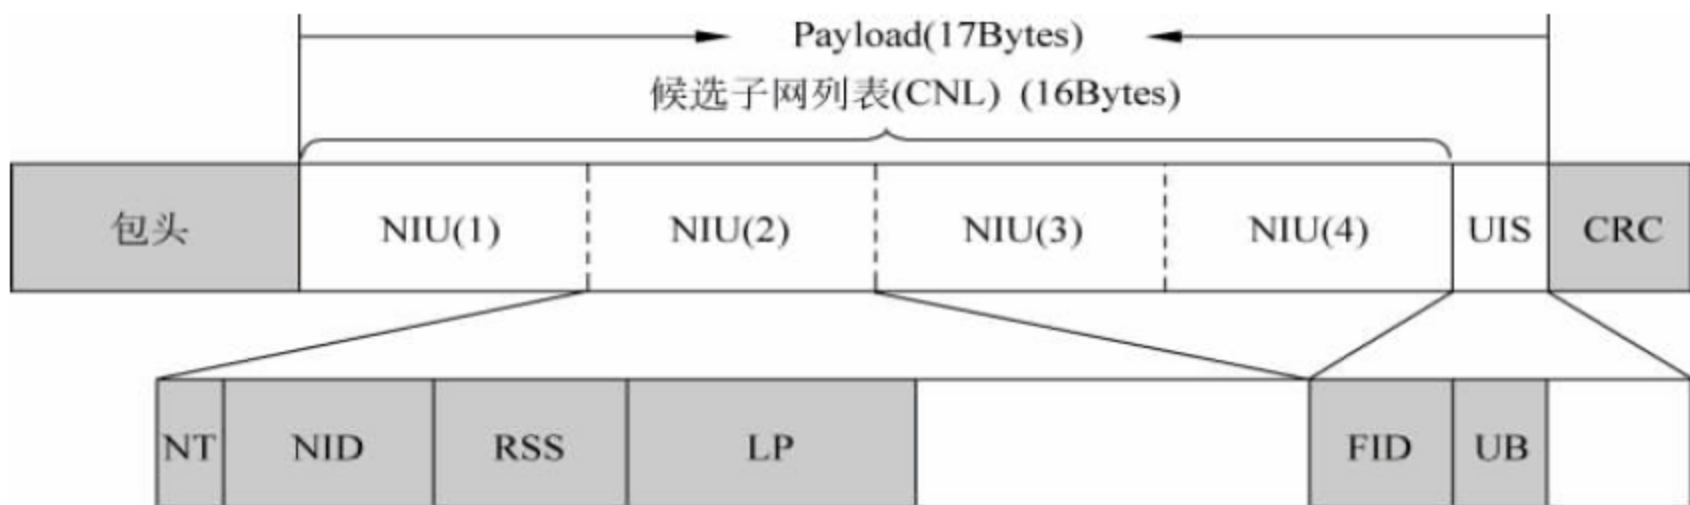 Payload(17Bytes)
候选子网列表(CNL) (16Bytes)
包头 NIU(1) NIU(2) NIU(3) NIU(4) UIS CRC
NT NID RSS LP FID UB